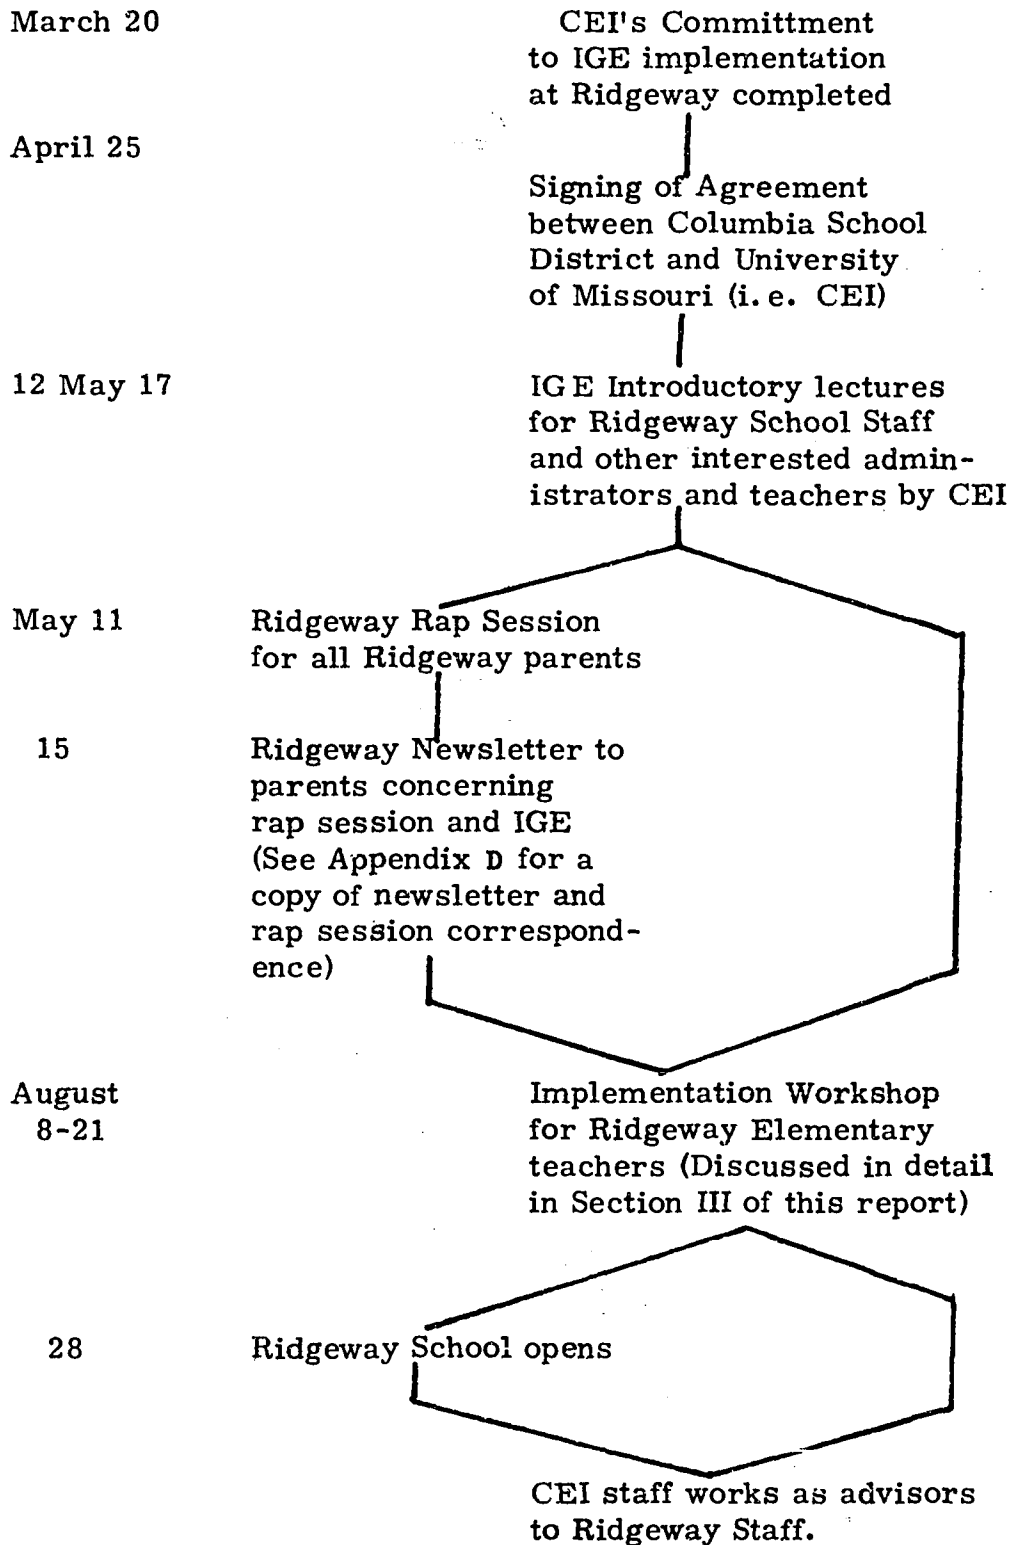 March 20
CEI's Committment
to IGE implementation
at Ridgeway completed
April 25
Signing of Agreement
between Columbia School
District and University
of Missouri (i. e. CEI)
12 May 17
IGE Introductory lectures
for Ridgeway School Staff
and other interested admin-
istrators and teachers by CEI
May 11
Ridgeway Rap Session
for all Ridgeway parents
15
Ridgeway Newsletter to
parents concerning
rap session and IGE
(See Appendix D for a
copy of newsletter and
rap session correspond-
ence)
August
8-21
Implementation Workshop
for Ridgeway Elementary
teachers (Discussed in detail
in Section III of this report)
28
Ridgeway School opens
CEI staff works as advisors
to Ridgeway Staff.